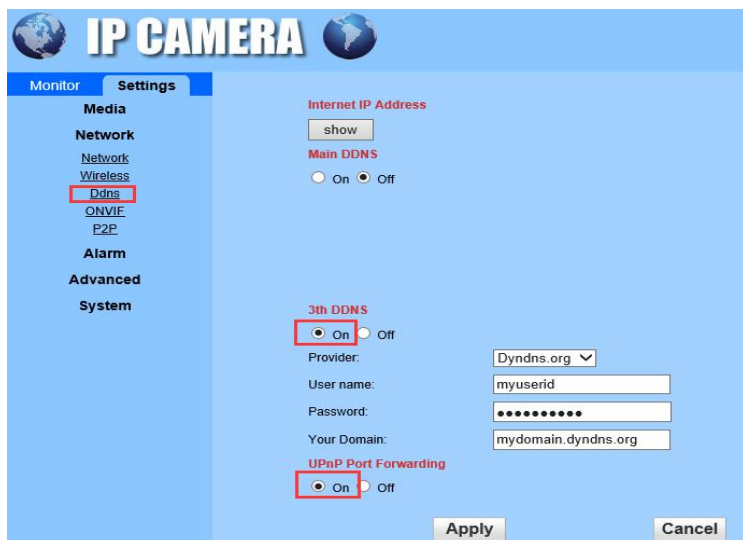 IP CAMERA
Monitor Settings
Media
Network
Network
Wireless
Ddns
ONVIF
P2P
Alarm
Advanced
System
Internet IP Address
show
Main DDNS
On Off
3th DDNS
On Off
Provider: Dyndns.org
User name: myuserid
Password: ●●●●●●●●●●
Your Domain: mydomain.dyndns.org
UPnP Port Forwarding
On Off
Apply Cancel